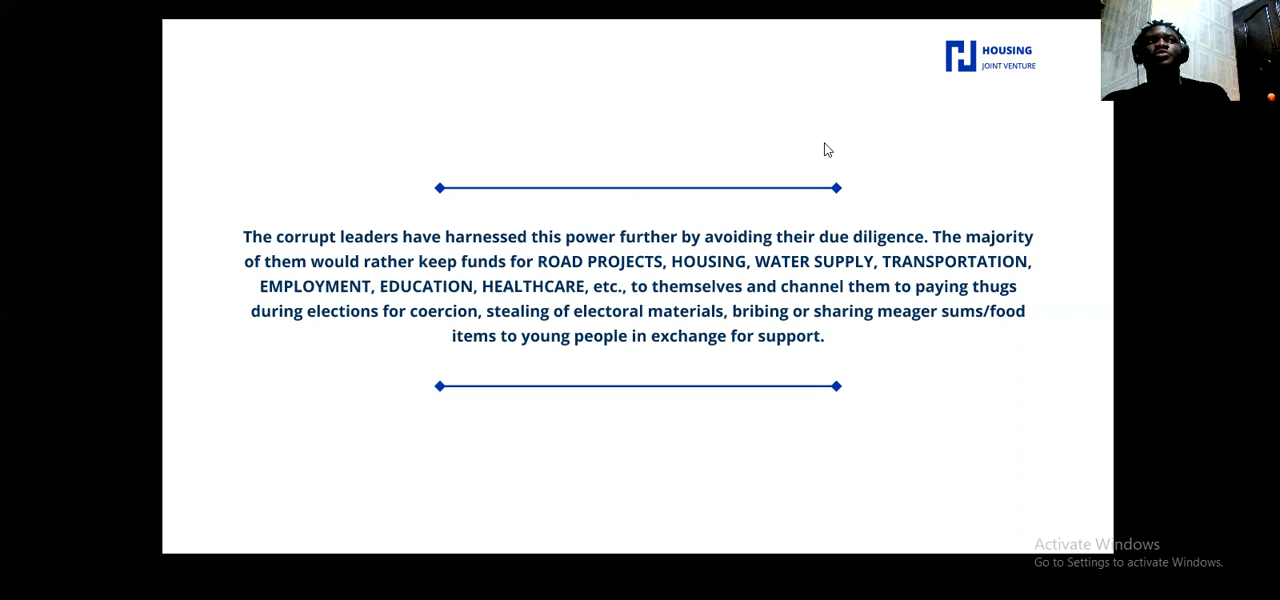 HOUSING
JOINT VENTURE
The corrupt leaders have harnessed this power further by avoiding their due diligence. The majority
of them would rather keep funds for ROAD PROJECTS, HOUSING, WATER SUPPLY, TRANSPORTATION,
EMPLOYMENT, EDUCATION, HEALTHCARE, etc., to themselves and channel them to paying thugs
during elections for coercion, stealing of electoral materials, bribing or sharing meager sums/food
items to young people in exchange for support.
Activate Windows
Go to Settings to activate Windows.